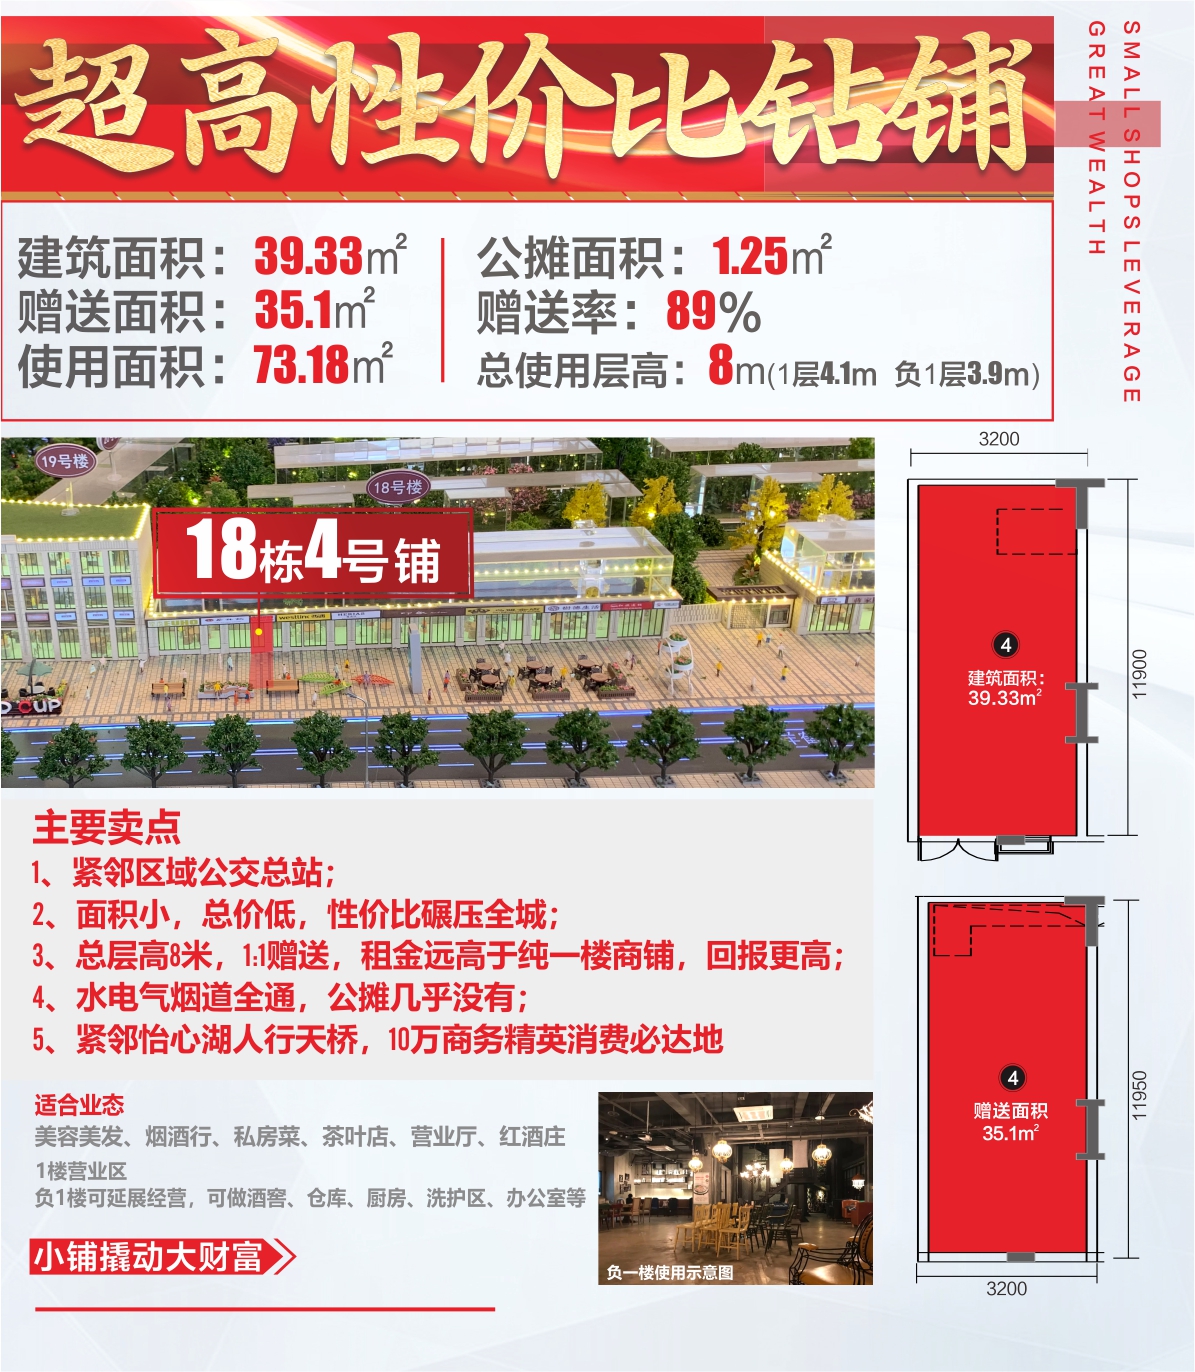 超高性价比钻铺
SMALL SHOPS LEVERAGE
GREAT WEALTH
建筑面积：39.33㎡
赠送面积：35.1㎡
使用面积：73.18㎡
公摊面积：1.25㎡
赠送率：89%
总使用层高：8m(1层4.1m 负1层3.9m)
19号楼
18号楼
18栋4号铺
3200
4
建筑面积：
39.33m²
11900
主要卖点
1、紧邻区域公交总站；
2、面积小，总价低，性价比碾压全城；
3、总层高8米，1:1赠送，租金远高于纯一楼商铺，回报更高；
4、水电气烟道全通，公摊几乎没有；
5、紧邻怡心湖人行天桥，10万商务精英消费必达地
4
赠送面积
35.1m²
11950
3200
适合业态
美容美发、烟酒行、私房菜、茶叶店、营业厅、红酒庄
1楼营业区
负1楼可延展经营，可做酒窖、仓库、厨房、洗护区、办公室等
小铺撬动大财富
负一楼使用示意图